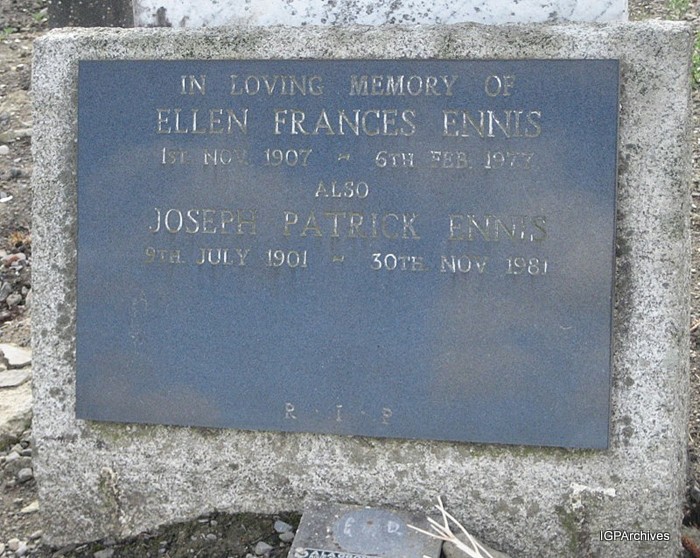 IN LOVING MEMORY OF
ELLEN FRANCES ENNIS
1ST NOV. 1907 ~ 6TH FEB. 1977
ALSO
JOSEPH PATRICK ENNIS
9TH. JULY 1901 ~ 30TH. NOV 1981
R · I · P
IGPArchives